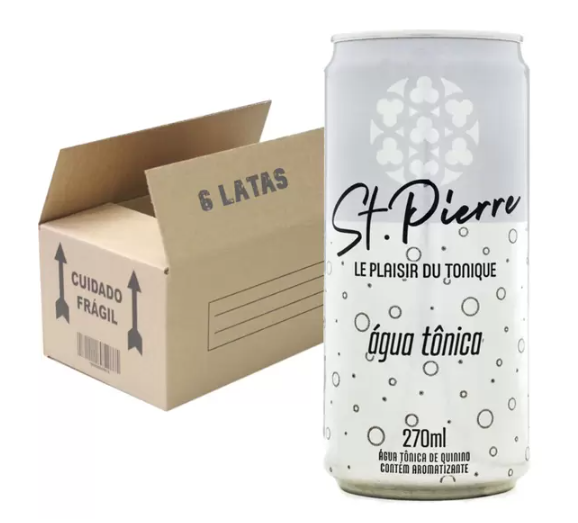 6 LATAS
CUIDADO
FRÁGIL
St. Pierre
LE PLAISIR DU TONIQUE
água tônica
270ml
ÁGUA TÔNICA DE QUININO
CONTÉM AROMATIZANTE